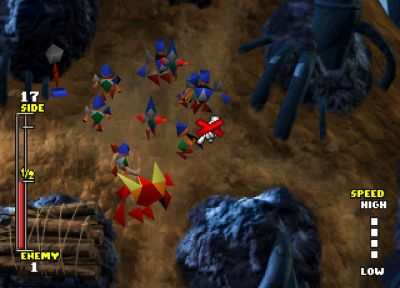 17
SIDE
1/2
ENEMY
1
SPEED
HIGH
LOW